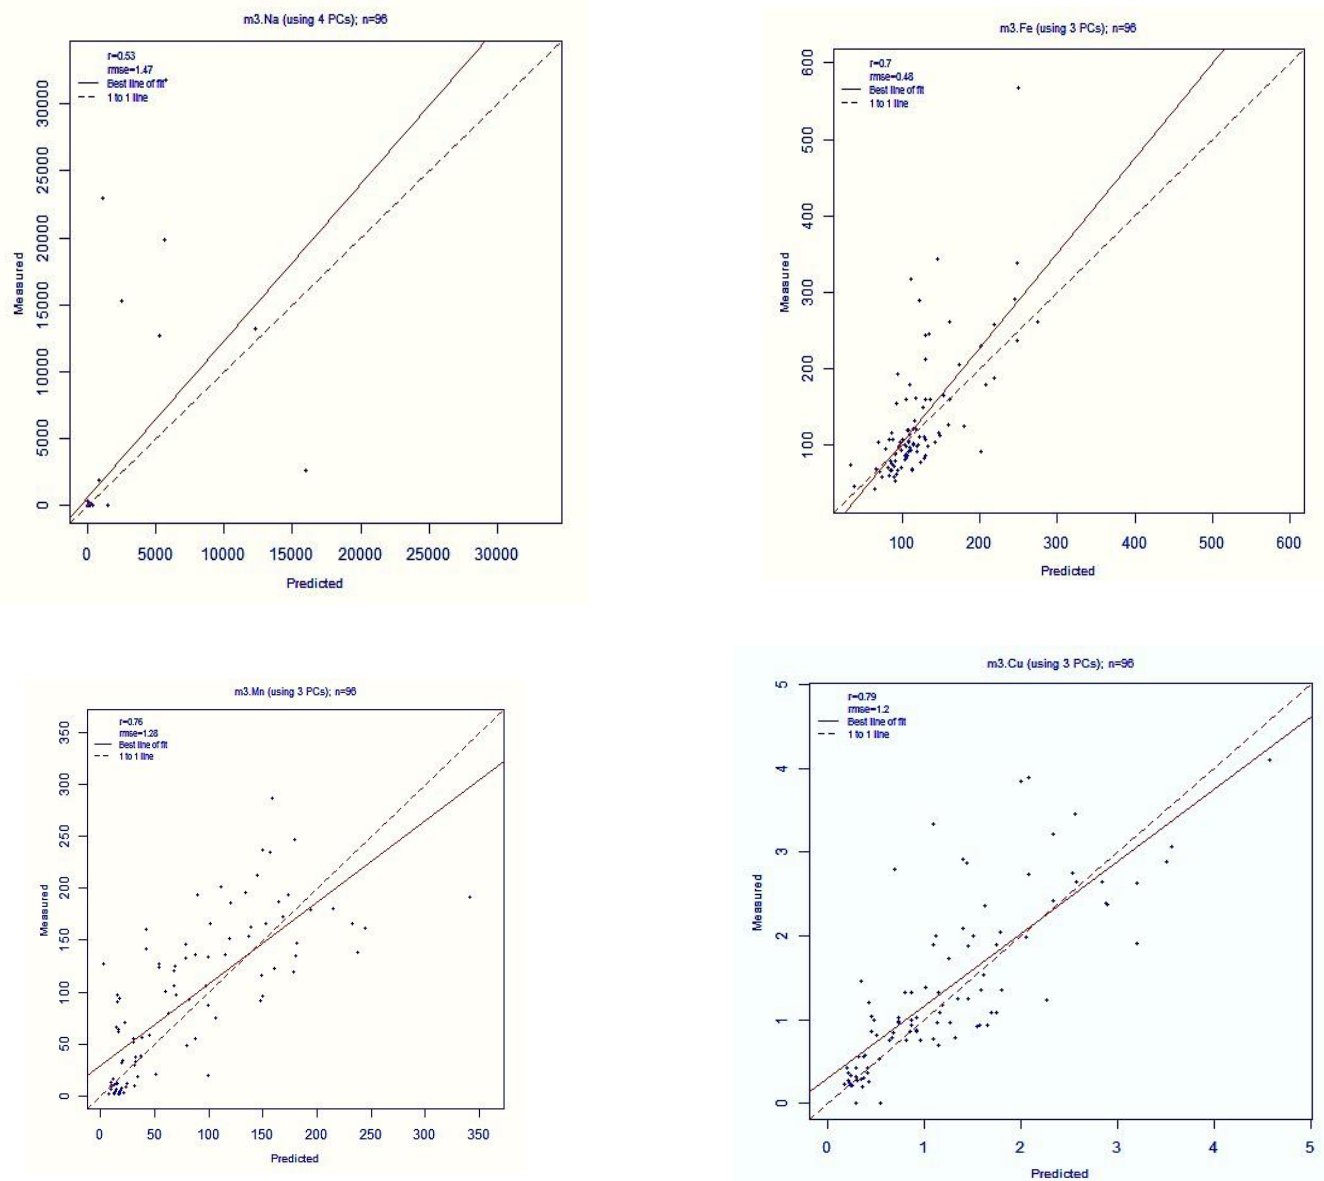 m3.Na (using 4 PCs); n=96
r=0.53
rmse=1.47
Best line of fit*
1 to 1 line
Measured
30000
25000
20000
15000
10000
5000
0
0 5000 10000 15000 20000 25000 30000
Predicted
m3.Fe (using 3 PCs); n=96
r=0.7
rmse=0.48
Best line of fit
1 to 1 line
Measured
600
500
400
300
200
100
100 200 300 400 500 600
Predicted
m3.Mn (using 3 PCs); n=96
r=0.76
rmse=1.28
Best line of fit
1 to 1 line
Measured
350
300
250
200
150
100
50
0
0 50 100 150 200 250 300 350
Predicted
m3.Cu (using 3 PCs); n=96
r=0.79
rmse=1.2
Best line of fit
1 to 1 line
Measured
5
4
3
2
1
0
0 1 2 3 4 5
Predicted